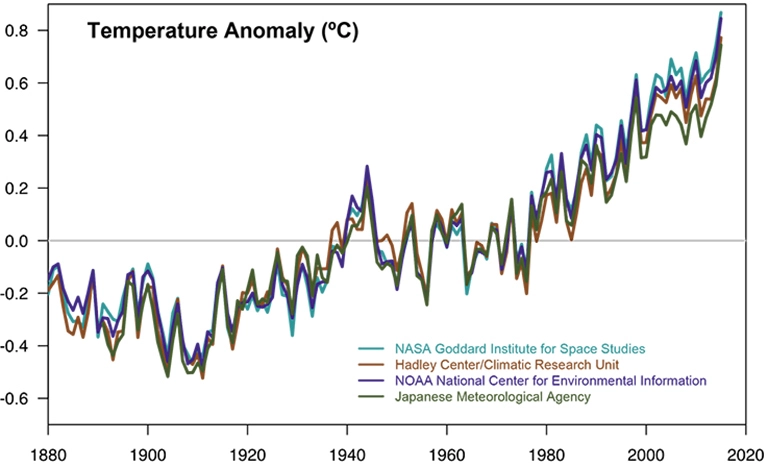 Temperature Anomaly (ºC)
0.8
0.6
0.4
0.2
0.0
-0.2
-0.4
-0.6
NASA Goddard Institute for Space Studies
Hadley Center/Climatic Research Unit
NOAA National Center for Environmental Information
Japanese Meteorological Agency
1880 1900 1920 1940 1960 1980 2000 2020